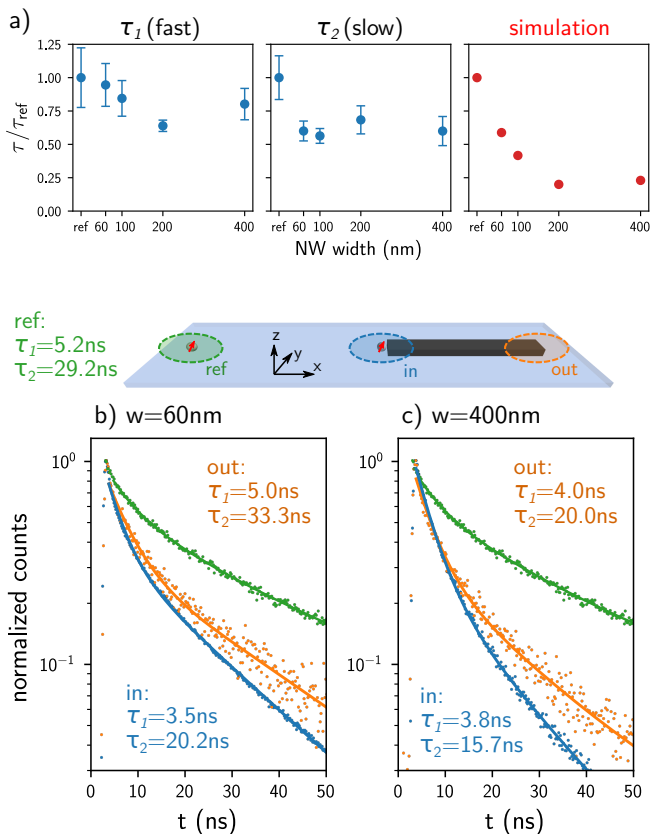 a)
τ1 (fast)
τ2 (slow)
simulation
τ/τref
1.25
1.00
0.75
0.50
0.25
0.00
ref 60 100 200 400
ref 60 100 200 400
ref 60 100 200 400
NW width (nm)
ref:
τ1=5.2ns
τ2=29.2ns
ref
z
y
x
in
out
b) w=60nm
c) w=400nm
normalized counts
10⁰
10⁻¹
out:
τ1=5.0ns
τ2=33.3ns
in:
τ1=3.5ns
τ2=20.2ns
0 10 20 30 40 50
t (ns)
10⁰
10⁻¹
out:
τ1=4.0ns
τ2=20.0ns
in:
τ1=3.8ns
τ2=15.7ns
0 10 20 30 40 50
t (ns)